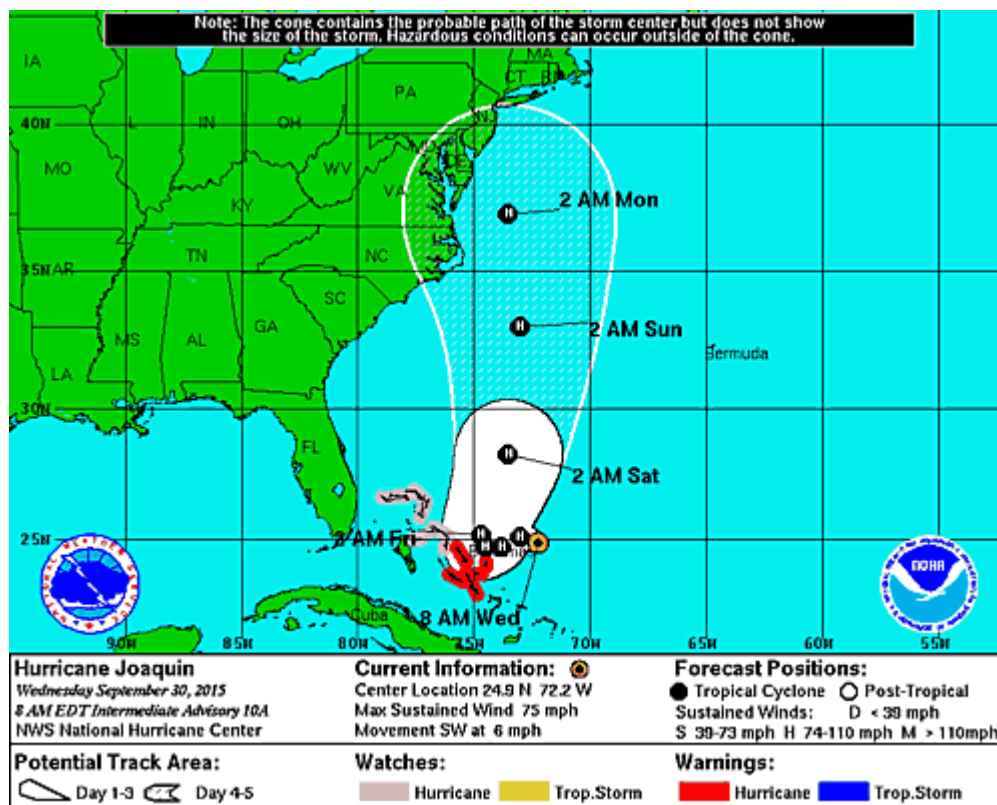 Note: The cone contains the probable path of the storm center but does not show
the size of the storm. Hazardous conditions can occur outside of the cone.
IA
IL
IN
OH
PA
NJ
CT
RI
MA
40N
MO
WV
VA
DE
KY
2 AM Mon
TN
NC
35N
AR
SC
2 AM Sun
MS
AL
GA
Bermuda
LA
30N
FL
2 AM Sat
25N
AM Fri
8 AM Wed
Cuba
NOAA
90W
85W
80W
75W
70W
65W
60W
55W
H
H
H
H
H
H
H
Hurricane Joaquin
Wednesday September 30, 2015
8 AM EDT Intermediate Advisory 10A
NWS National Hurricane Center
Current Information:
Center Location 24.9 N 72.2 W
Max Sustained Wind 75 mph
Movement SW at 6 mph
Forecast Positions:
Tropical Cyclone Post-Tropical
Sustained Winds: D < 39 mph
S 39-73 mph H 74-110 mph M > 110mph
Potential Track Area:
Day 1-3 Day 4-5
Watches:
Hurricane Trop.Storm
Warnings:
Hurricane Trop.Storm